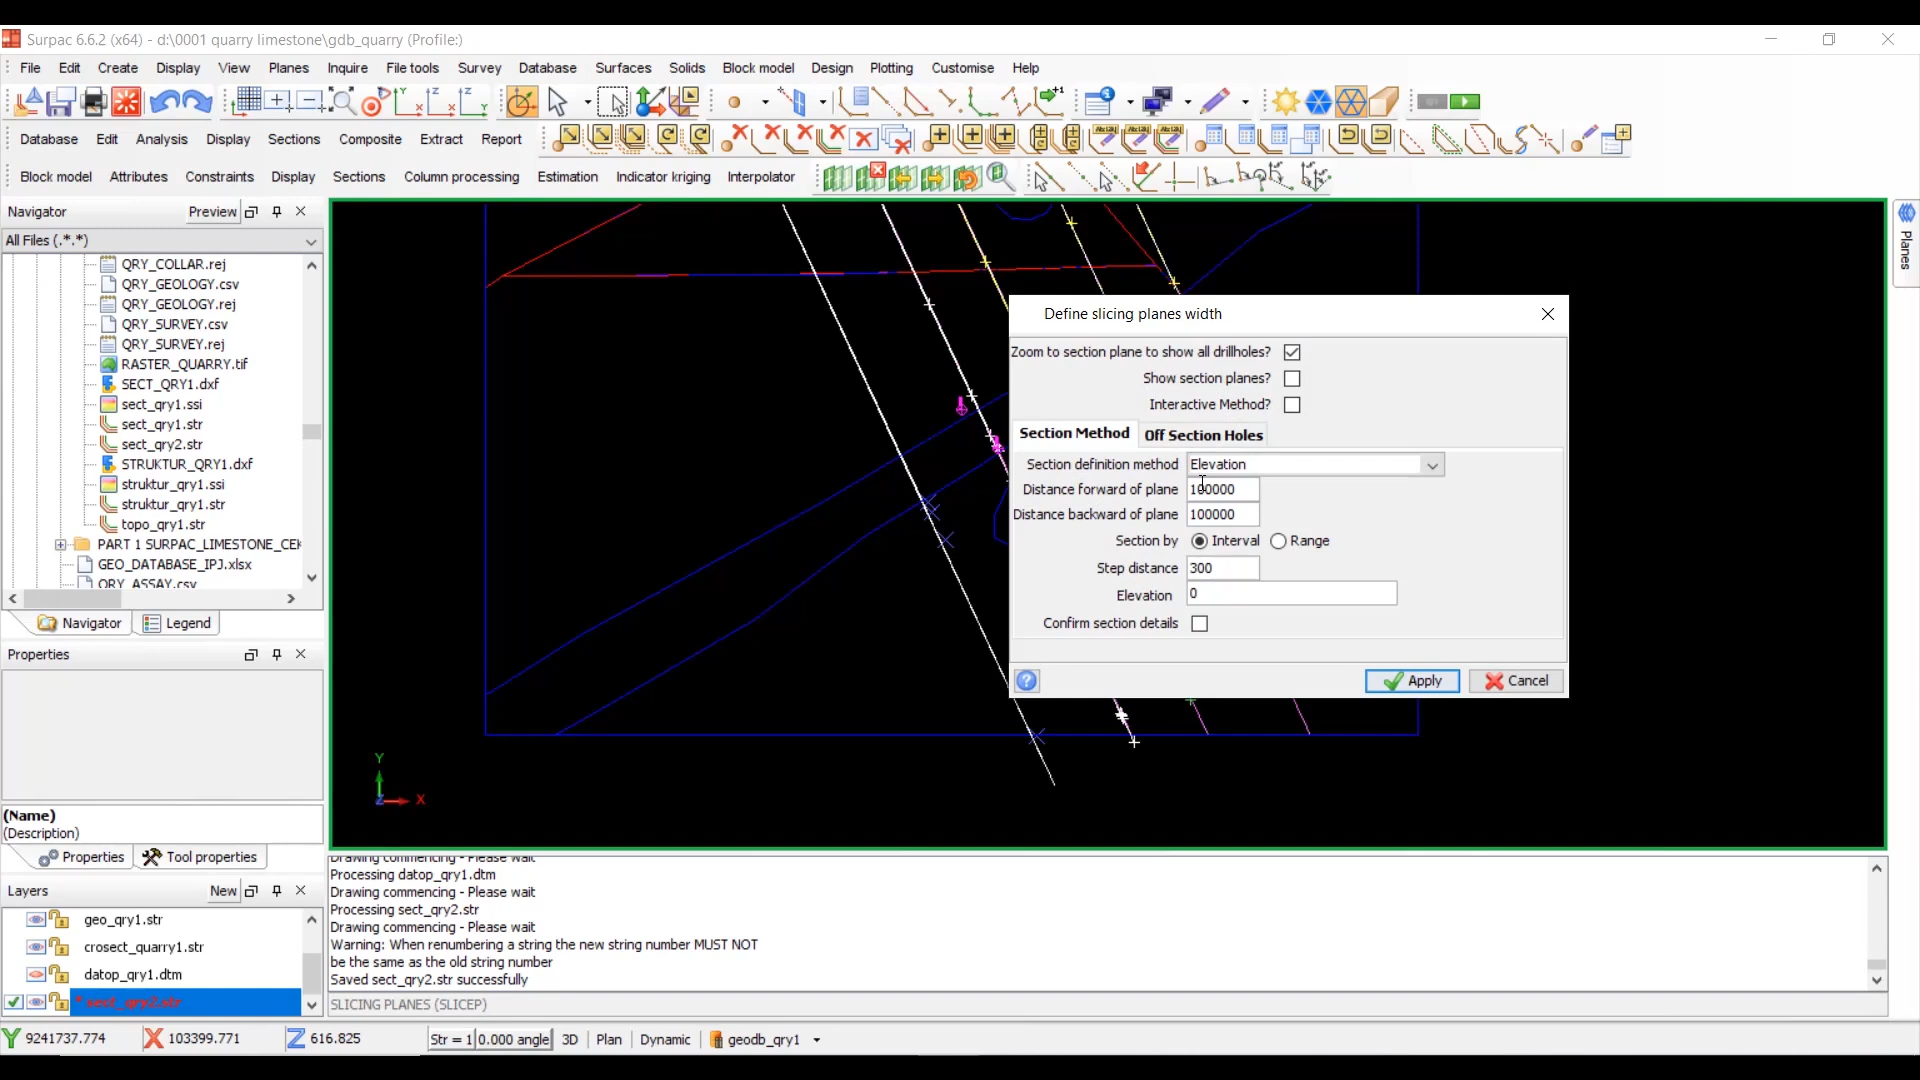 Surpac 6.6.2 (x64) - d:\0001 quarry limestone\gdb_quarry (Profile:)
File Edit Create Display View Planes Inquire File tools Survey Database Surfaces Solids Block model Design Plotting Customise Help
Database Edit Analysis Display Sections Composite Extract Report
Block model Attributes Constraints Display Sections Column processing Estimation Indicator kriging Interpolator
Navigator Preview
All Files (.*.*)
QRY_COLLAR.rej
QRY_GEOLOGY.csv
QRY_GEOLOGY.rej
QRY_SURVEY.csv
QRY_SURVEY.rej
RASTER_QUARRY.tif
SECT_QRY1.dxf
sect_qry1.ssi
sect_qry1.str
sect_qry2.str
STRUKTUR_QRY1.dxf
struktur_qry1.ssi
struktur_qry1.str
topo_qry1.str
PART 1 SURPAC_LIMESTONE_CEK
GEO_DATABASE_IPJ.xlsx
QRY_ASSAY.csv
Navigator Legend
Properties
(Name)
(Description)
Properties Tool properties
Layers New
geo_qry1.str
crosect_quarry1.str
datop_qry1.dtm
* sect_qry2.str
Planes
Define slicing planes width
Zoom to section plane to show all drillholes?
Show section planes?
Interactive Method?
Section Method Off Section Holes
Section definition method Elevation
Distance forward of plane 100000
Distance backward of plane 100000
Section by Interval Range
Step distance 300
Elevation 0
Confirm section details
Apply Cancel
Y
Z X
Drawing commencing - Please wait
Processing datop_qry1.dtm
Drawing commencing - Please wait
Processing sect_qry2.str
Drawing commencing - Please wait
Warning: When renumbering a string the new string number MUST NOT
be the same as the old string number
Saved sect_qry2.str successfully
SLICING PLANES (SLICEP)
Y 9241737.774 X 103399.771 Z 616.825 Str = 1 0.000 angle 3D Plan Dynamic geodb_qry1